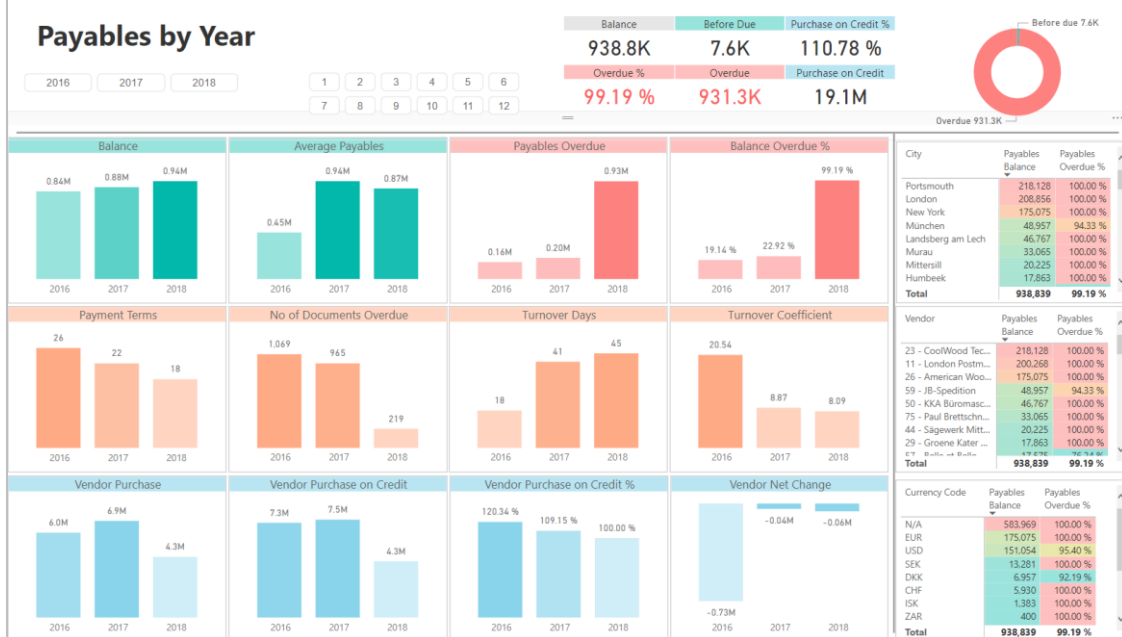 Payables by Year
2016 2017 2018
1 2 3 4 5 6
7 8 9 10 11 12
Balance Before Due Purchase on Credit %
938.8K 7.6K 110.78 %
Overdue % Overdue Purchase on Credit
99.19 % 931.3K 19.1M
Before due 7.6K
Overdue 931.3K
Balance
0.84M 0.88M 0.94M
2016 2017 2018
Average Payables
0.45M 0.94M 0.87M
2016 2017 2018
Payables Overdue
0.16M 0.20M 0.93M
2016 2017 2018
Balance Overdue %
19.14 % 22.92 % 99.19 %
2016 2017 2018
Payment Terms
26 22 18
2016 2017 2018
No of Documents Overdue
1.069 965 219
2016 2017 2018
Turnover Days
18 41 45
2016 2017 2018
Turnover Coefficient
20.54 8.87 8.09
2016 2017 2018
Vendor Purchase
6.0M 6.9M 4.3M
2016 2017 2018
Vendor Purchase on Credit
7.3M 7.5M 4.3M
2016 2017 2018
Vendor Purchase on Credit %
120.34 % 109.15 % 100.00 %
2016 2017 2018
Vendor Net Change
-0.73M -0.04M -0.06M
2016 2017 2018
City Payables Balance Payables Overdue %
Portsmouth 218,128 100.00 %
London 208,856 100.00 %
New York 175,075 100.00 %
München 48,957 94.33 %
Landsberg am Lech 46,767 100.00 %
Murau 33,065 100.00 %
Mittersill 20,225 100.00 %
Humbeek 17,863 100.00 %
Total 938,839 99.19 %
Vendor Payables Balance Payables Overdue %
23 - CoolWood Tec... 218,128 100.00 %
11 - London Postm... 200,268 100.00 %
26 - American Woo... 175,075 100.00 %
59 - JB-Spedition 48,957 94.33 %
50 - KKA Büromasc... 46,767 100.00 %
75 - Paul Brettschn... 33,065 100.00 %
44 - Sägewerk Mitt... 20,225 100.00 %
29 - Groene Kater ... 17,863 100.00 %
Total 938,839 99.19 %
Currency Code Payables Balance Payables Overdue %
N/A 583,969 100.00 %
EUR 175,075 100.00 %
USD 151,054 95.40 %
SEK 13,281 100.00 %
DKK 6,957 92.19 %
CHF 5,930 100.00 %
ISK 1,383 100.00 %
ZAR 400 100.00 %
Total 938,839 99.19 %